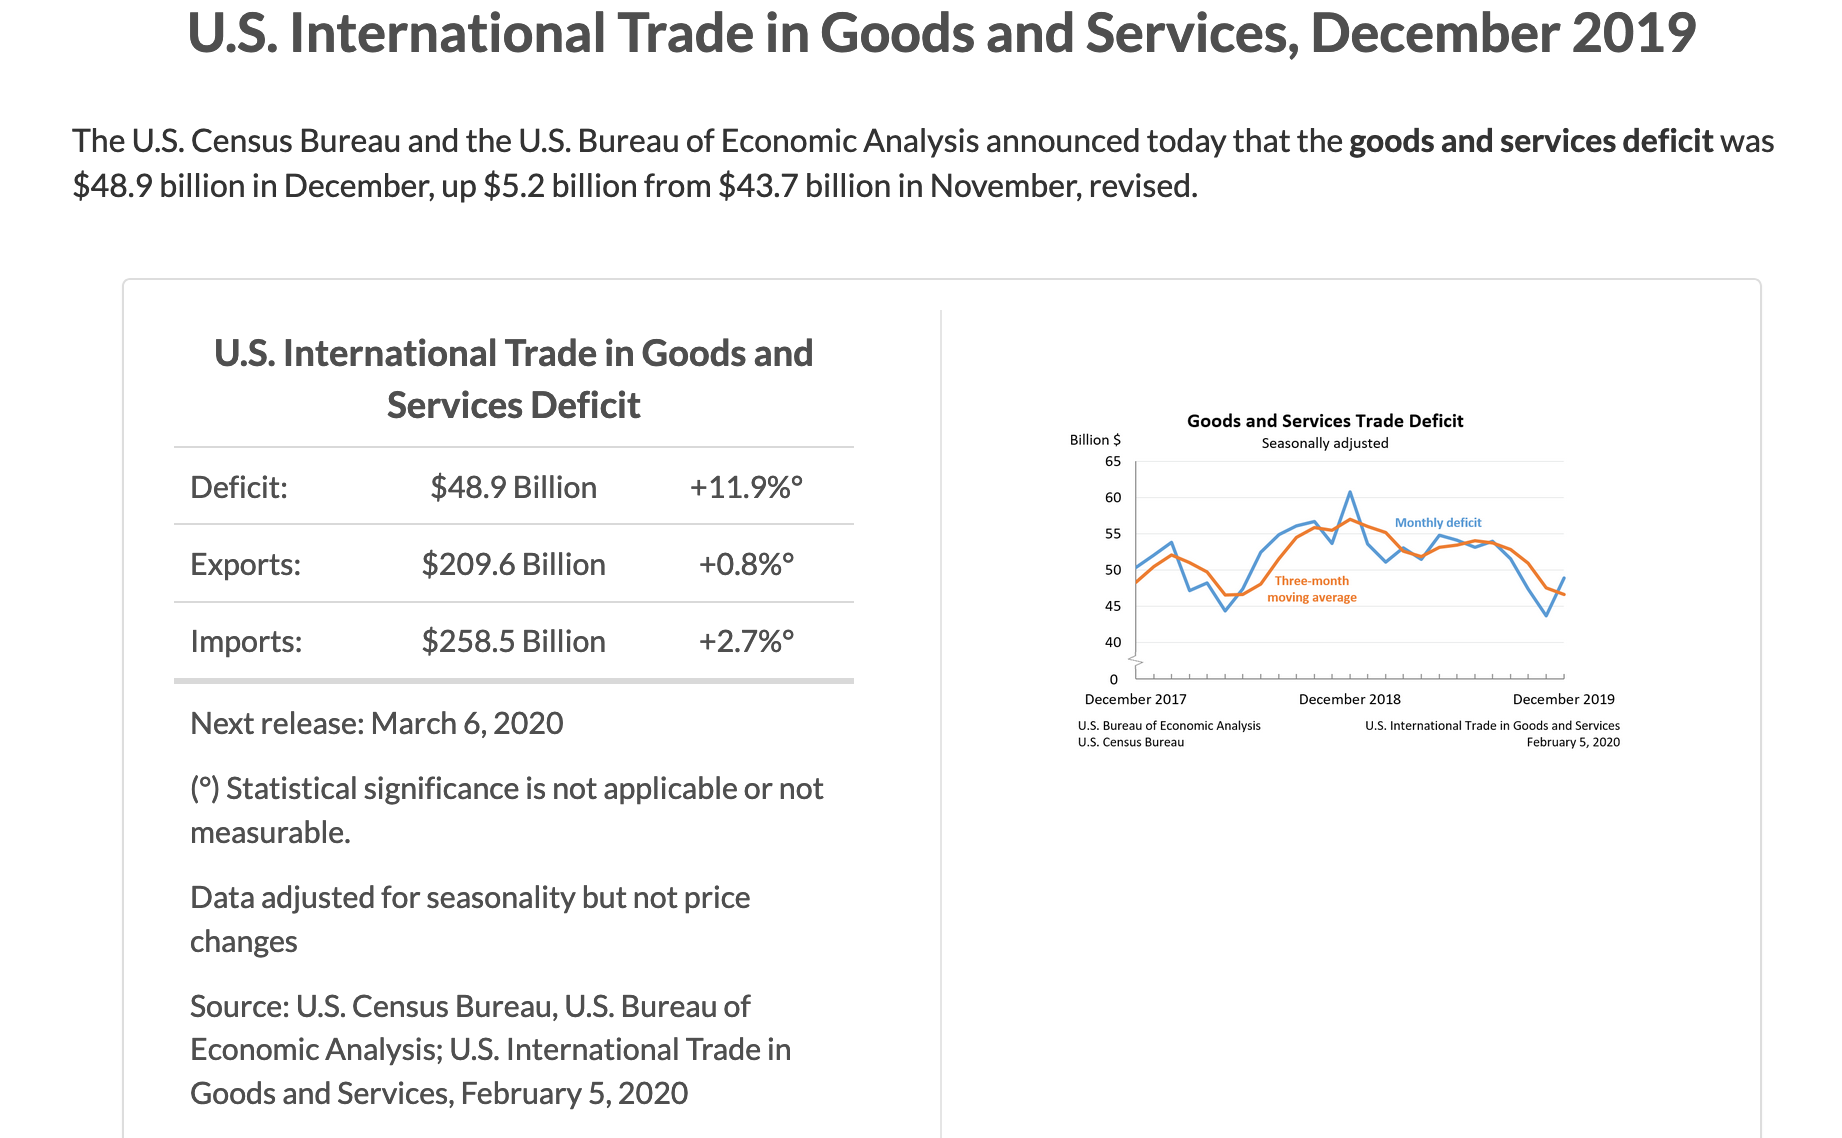 U.S. International Trade in Goods and Services, December 2019
The U.S. Census Bureau and the U.S. Bureau of Economic Analysis announced today that the goods and services deficit was
$48.9 billion in December, up $5.2 billion from $43.7 billion in November, revised.
U.S. International Trade in Goods and
Services Deficit
Deficit: $48.9 Billion +11.9%°
Exports: $209.6 Billion +0.8%°
Imports: $258.5 Billion +2.7%°
Next release: March 6, 2020
(°) Statistical significance is not applicable or not
measurable.
Data adjusted for seasonality but not price
changes
Source: U.S. Census Bureau, U.S. Bureau of
Economic Analysis; U.S. International Trade in
Goods and Services, February 5, 2020
Goods and Services Trade Deficit
Billion $
Seasonally adjusted
65
60
55
50
45
40
0
Monthly deficit
Three-month
moving average
December 2017 December 2018 December 2019
U.S. Bureau of Economic Analysis U.S. International Trade in Goods and Services
U.S. Census Bureau February 5, 2020